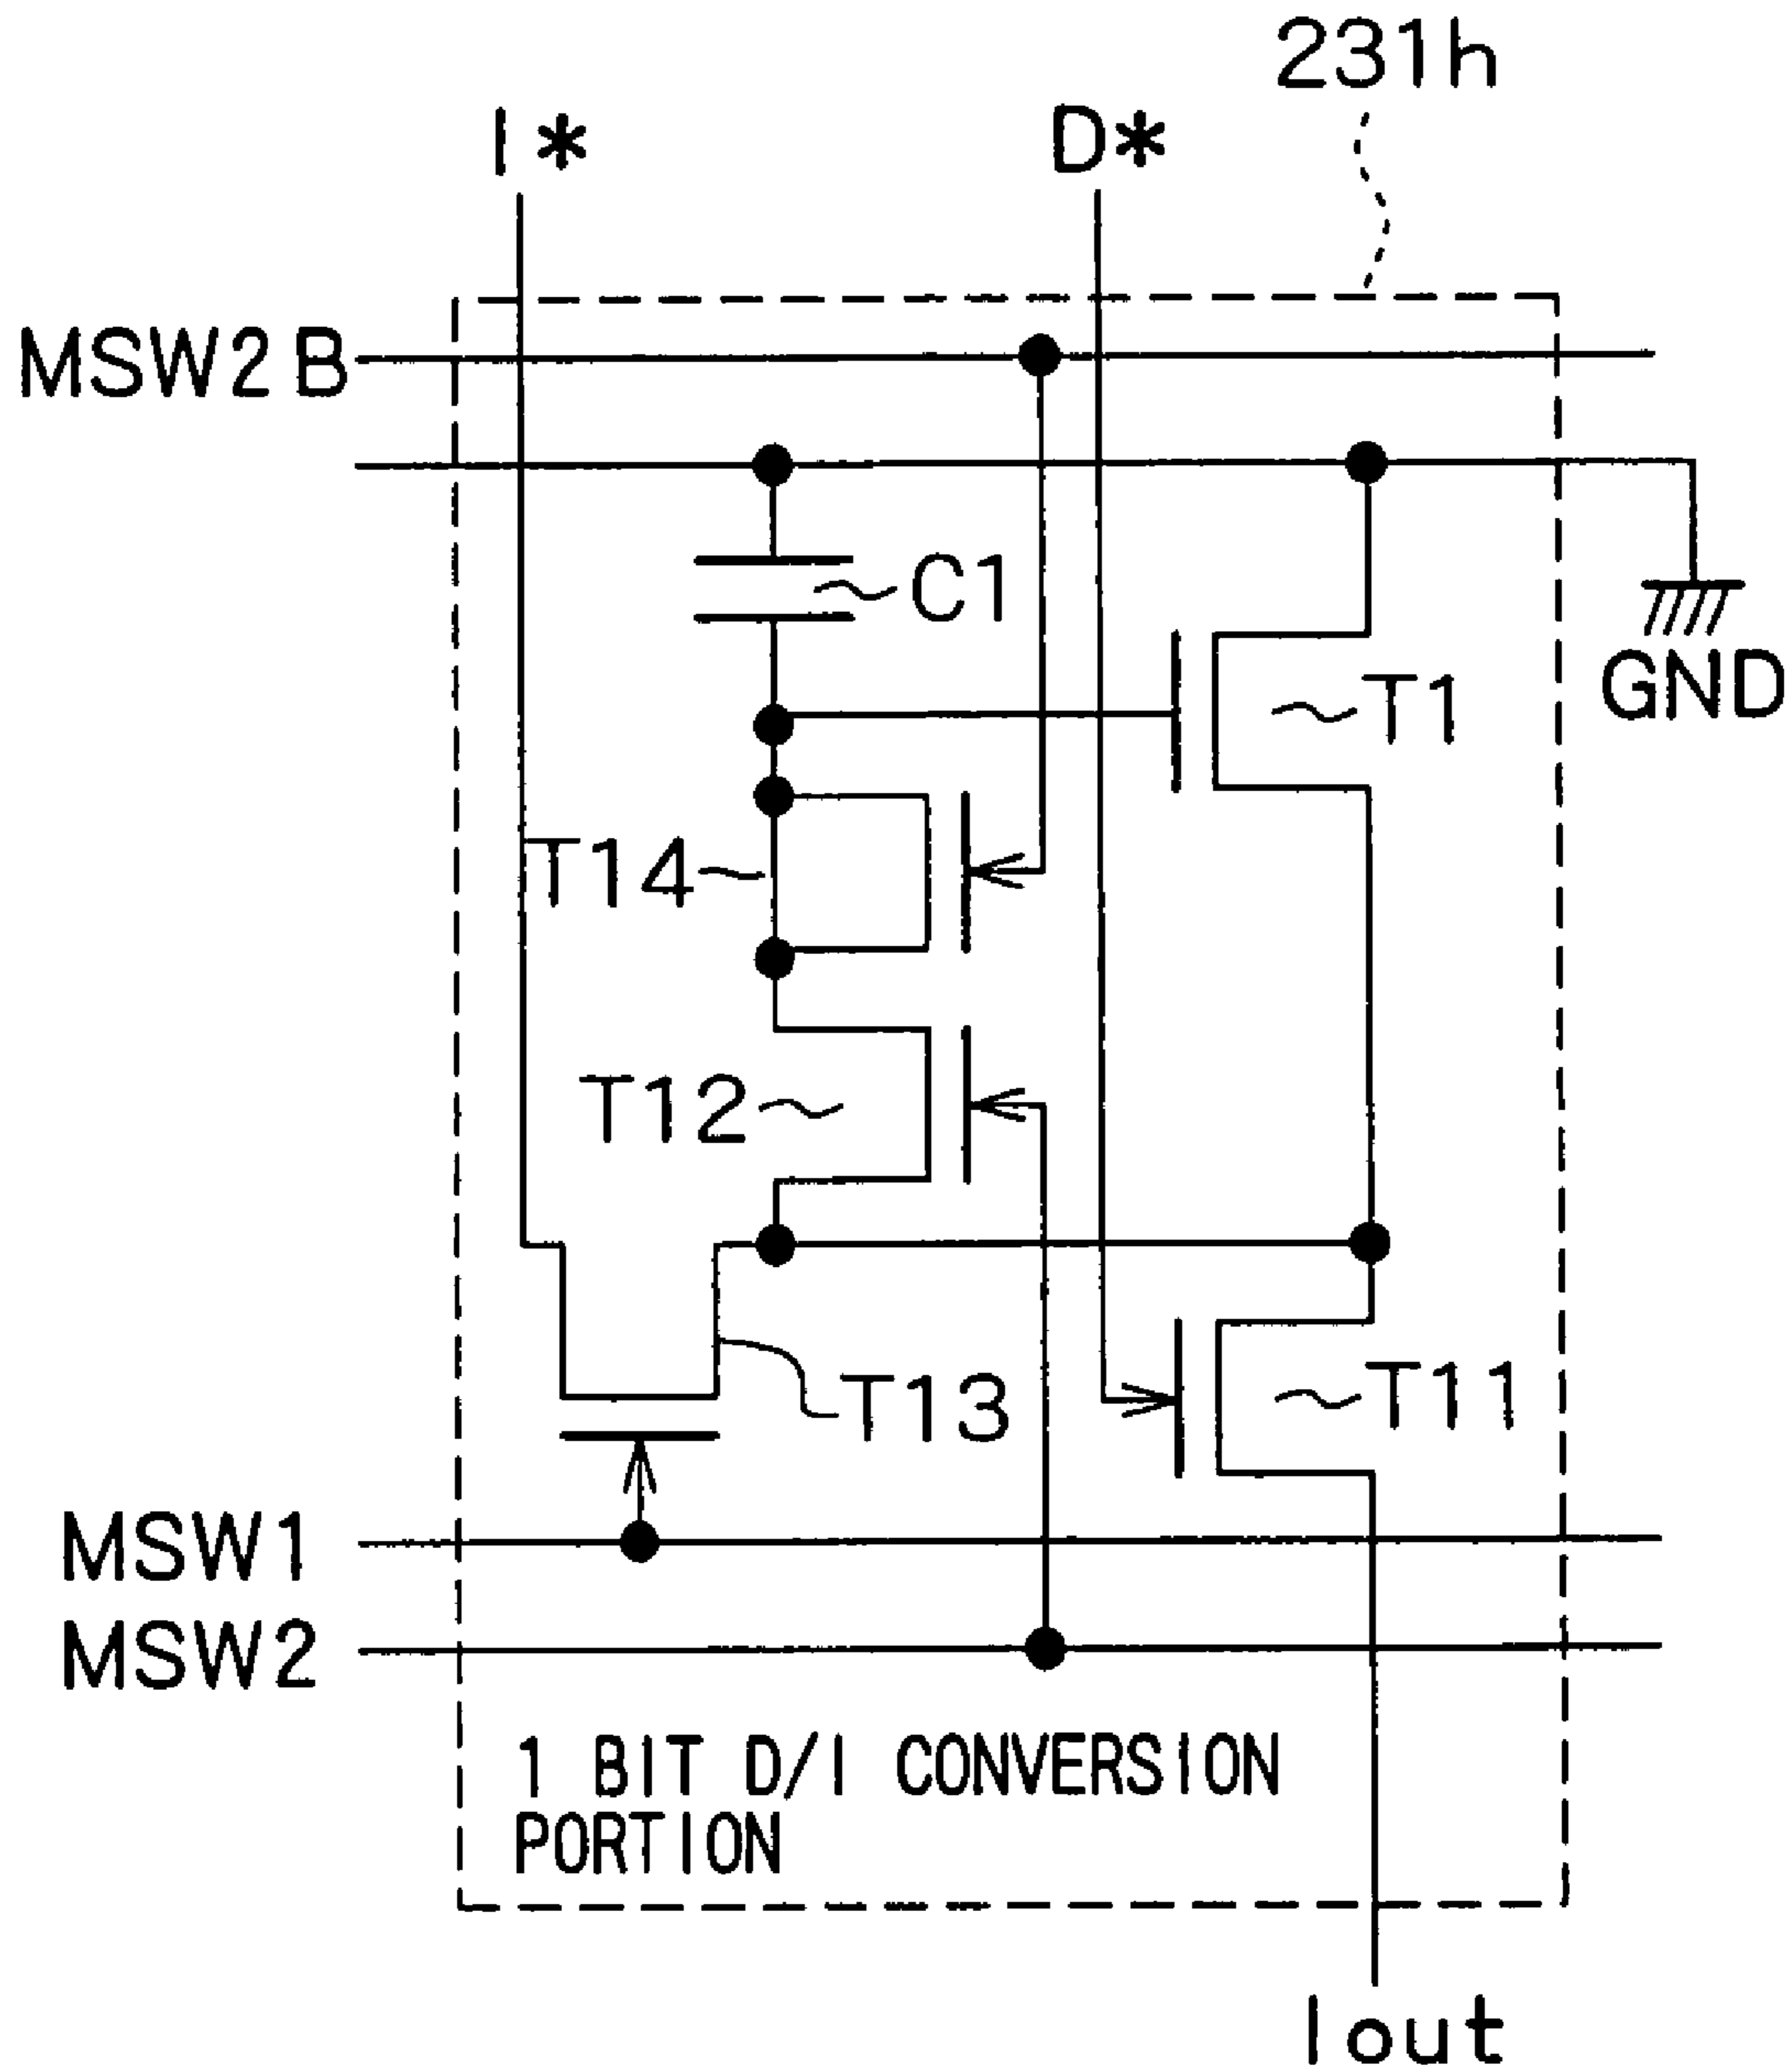 231h
I* D*
MSW2B
C1
T1
GND
T14
T12
T13
T11
MSW1
MSW2
1 BIT D/I CONVERSION
PORTION
Iout